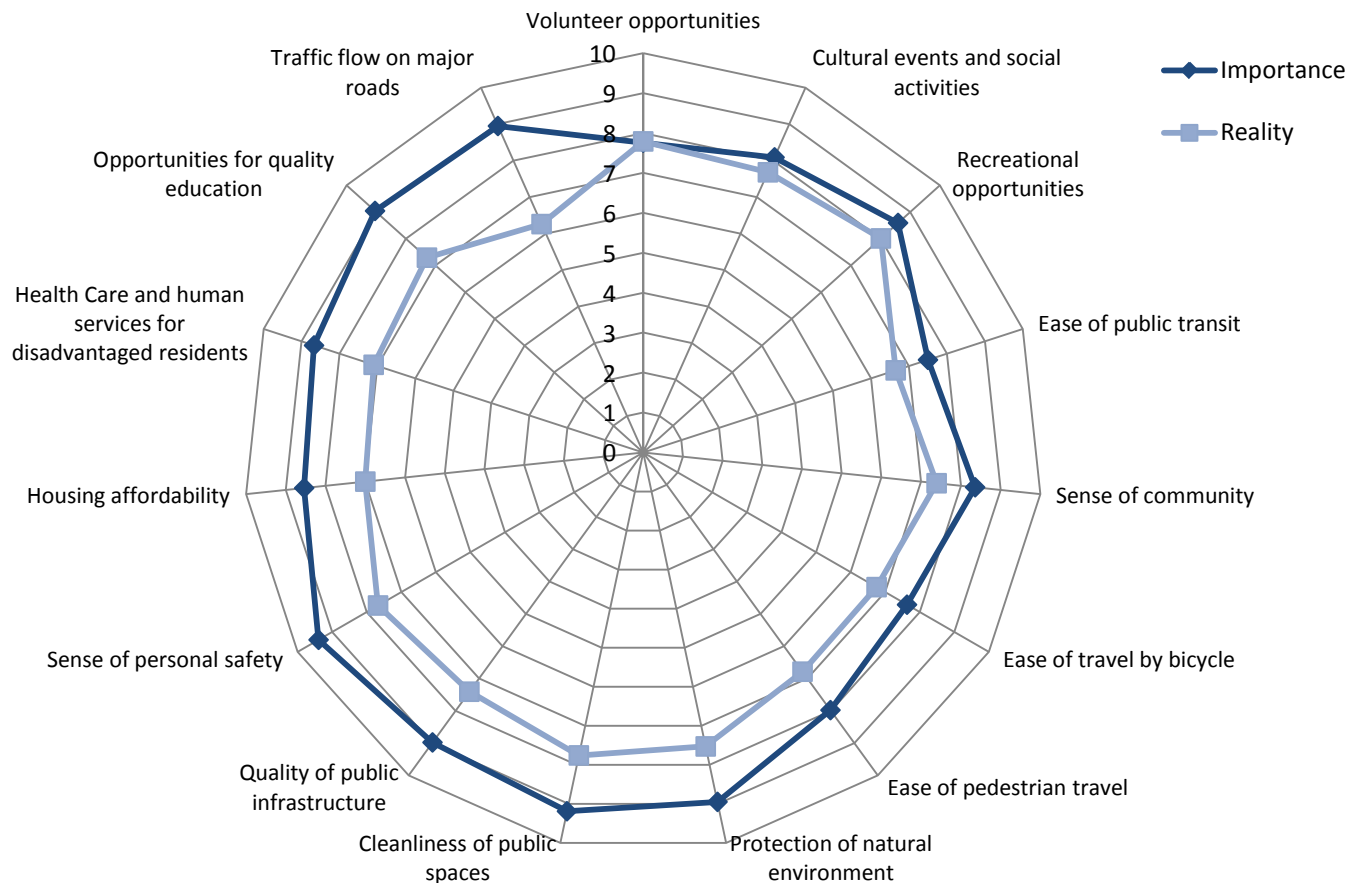 Volunteer opportunities
Cultural events and social
activities
Recreational
opportunities
Ease of public transit
Sense of community
Ease of travel by bicycle
Ease of pedestrian travel
Protection of natural
environment
Cleanliness of public
spaces
Quality of public
infrastructure
Sense of personal safety
Housing affordability
Health Care and human
services for
disadvantaged residents
Opportunities for quality
education
Traffic flow on major
roads
10
9
8
7
6
5
4
3
2
1
0
Importance
Reality